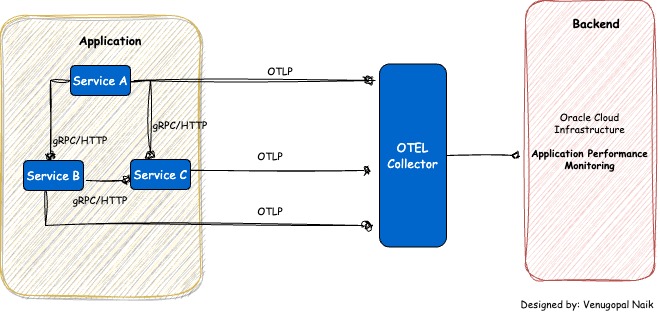 Application
Backend
Service A
OTLP
gRPC/HTTP
gRPC/HTTP
Oracle Cloud
Infrastructure
Application Performance
Monitoring
OTEL
Collector
Service B
Service C
OTLP
gRPC/HTTP
OTLP
Designed by: Venugopal Naik